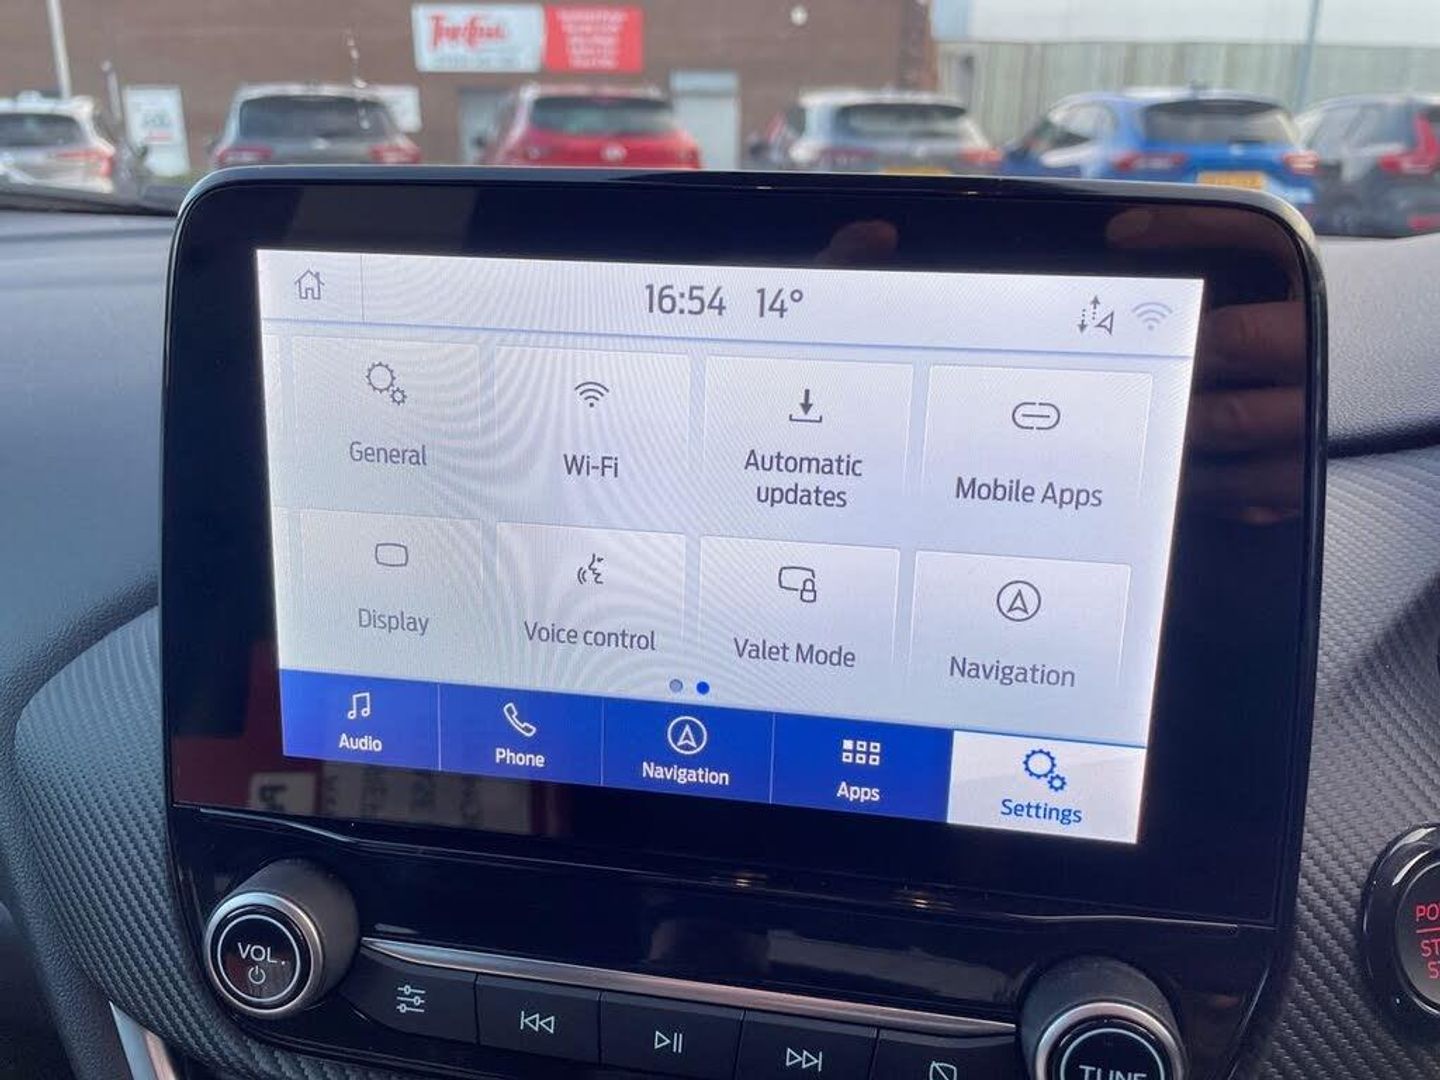 16:54 14°
General
Wi-Fi
Automatic
updates
Mobile Apps
Display
Voice control
Valet Mode
Navigation
Audio
Phone
Navigation
Apps
Settings
VOL.
TUNE